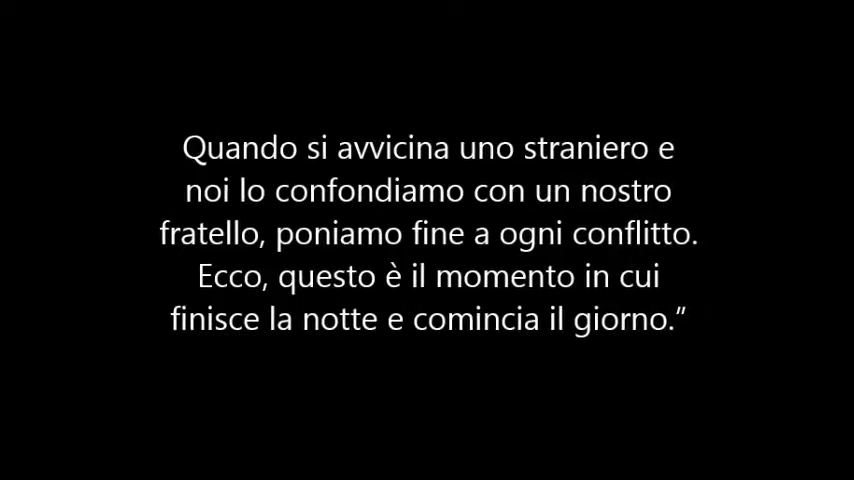 Quando si avvicina uno straniero e
noi lo confondiamo con un nostro
fratello, poniamo fine a ogni conflitto.
Ecco, questo è il momento in cui
finisce la notte e comincia il giorno.”